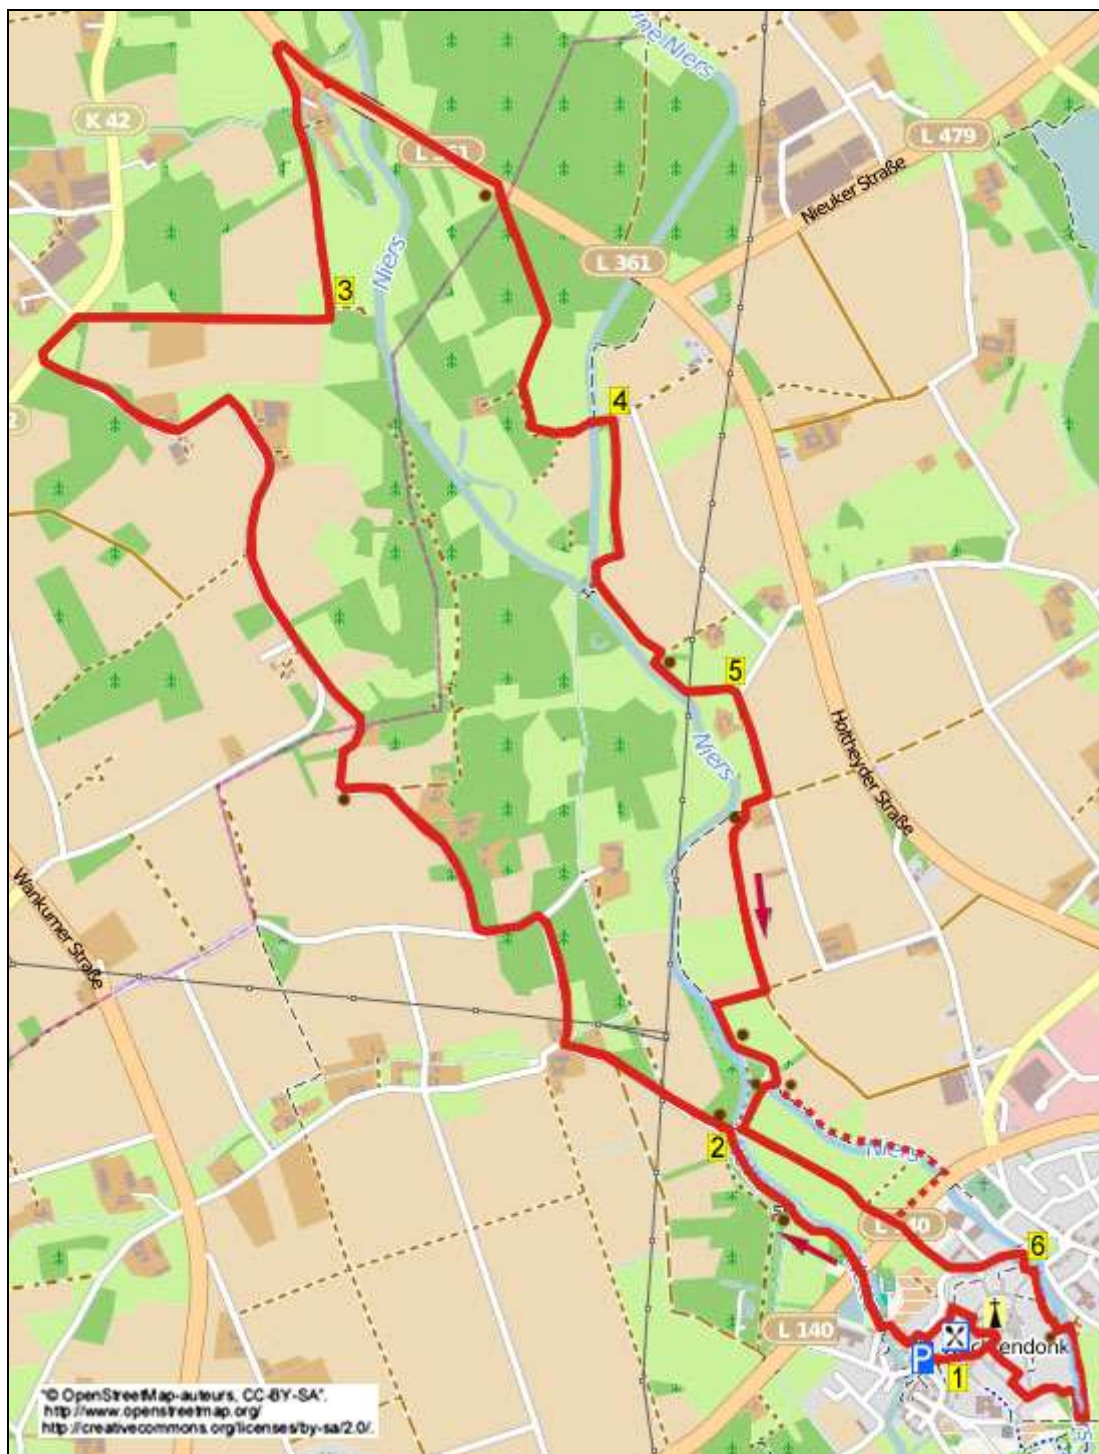 K 42
L 361
L 479
Nieuker Straße
L 361
Niers
3
4
5
Niers
Holtheyder Straße
Wankumer Straße
2
Niers
L 140
6
L 140
P
1
"© OpenStreetMap-auteurs, CC-BY-SA".
http://www.openstreetmap.org/
http://creativecommons.org/licenses/by-sa/2.0/.